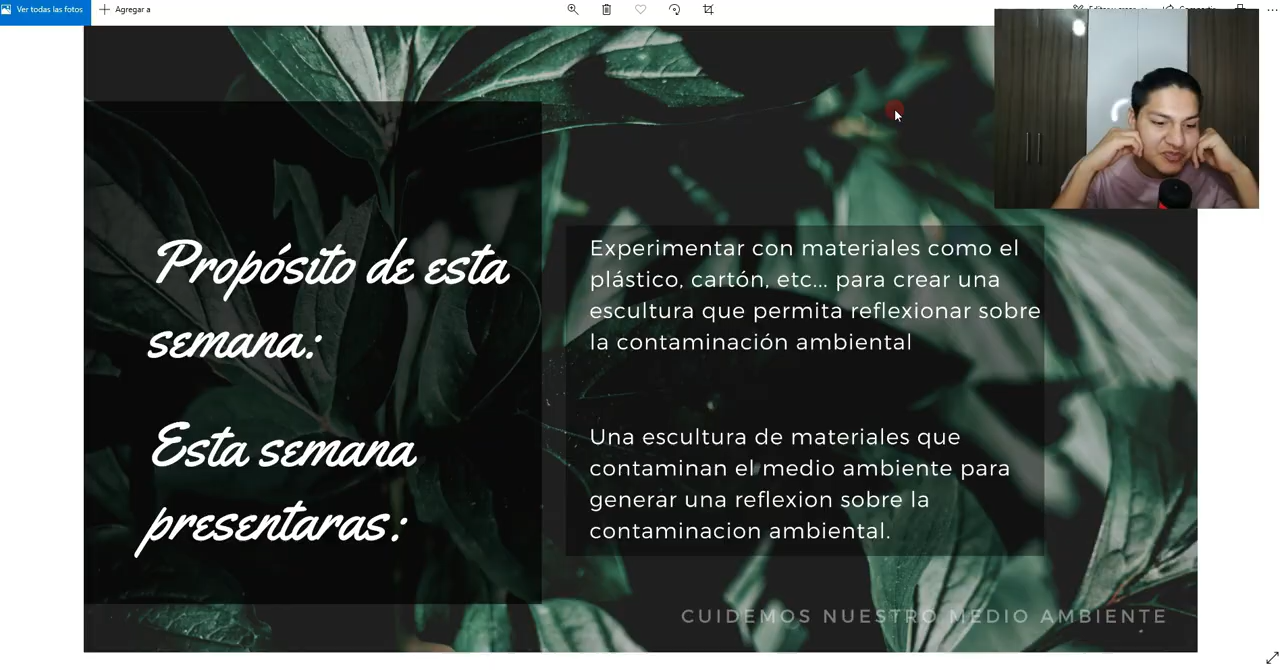 Ver todas las fotos
Agregar a
Propósito de esta
semana:
Esta semana
presentaras:
Experimentar con materiales como el
plástico, cartón, etc... para crear una
escultura que permita reflexionar sobre
la contaminación ambiental
Una escultura de materiales que
contaminan el medio ambiente para
generar una reflexion sobre la
contaminacion ambiental.
CUIDEMOS NUESTRO MEDIO AMBIENTE